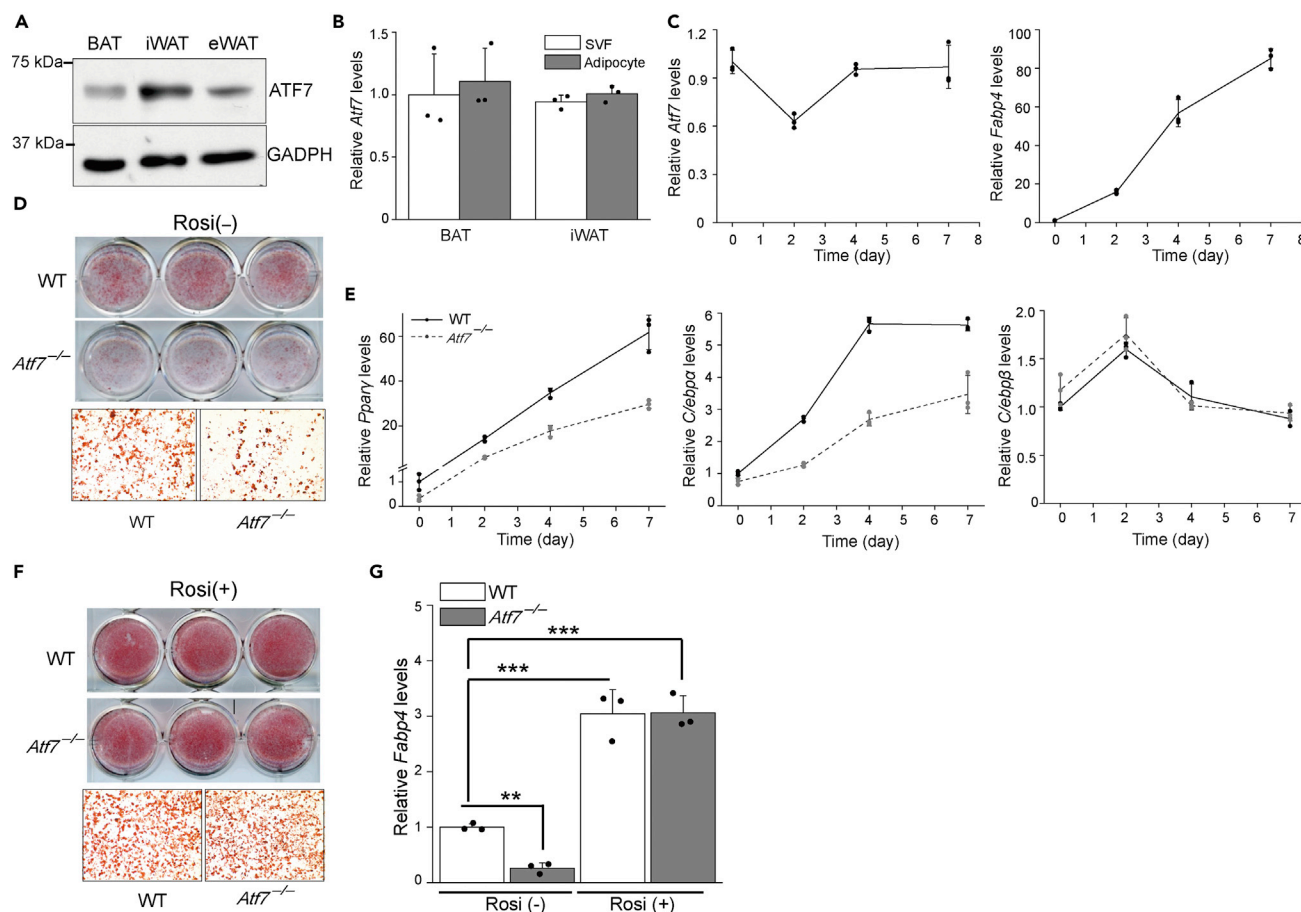 A
BAT iWAT eWAT
75 kDa
ATF7
37 kDa
GADPH
B
Relative Atf7 levels
1.5
1.0
0.5
0
SVF
Adipocyte
BAT iWAT
C
Relative Atf7 levels
1.2
0.9
0.6
0.3
0
0 1 2 3 4 5 6 7 8
Time (day)
Relative Fabp4 levels
100
80
60
40
20
0
0 1 2 3 4 5 6 7 8
Time (day)
D
Rosi(–)
WT
Atf7–/–
WT Atf7–/–
E
WT
Atf7–/–
Relative Pparγ levels
60
40
20
1
0
0 1 2 3 4 5 6 7
Time (day)
Relative C/ebpα levels
6
5
4
3
2
1
0
0 1 2 3 4 5 6 7
Time (day)
Relative C/ebpβ levels
2.0
1.5
1.0
0.5
0
0 1 2 3 4 5 6 7
Time (day)
F
Rosi(+)
WT
Atf7–/–
WT Atf7–/–
G
WT
Atf7–/–
Relative Fabp4 levels
5
4
3
2
1
0
***
***
**
Rosi (-) Rosi (+)